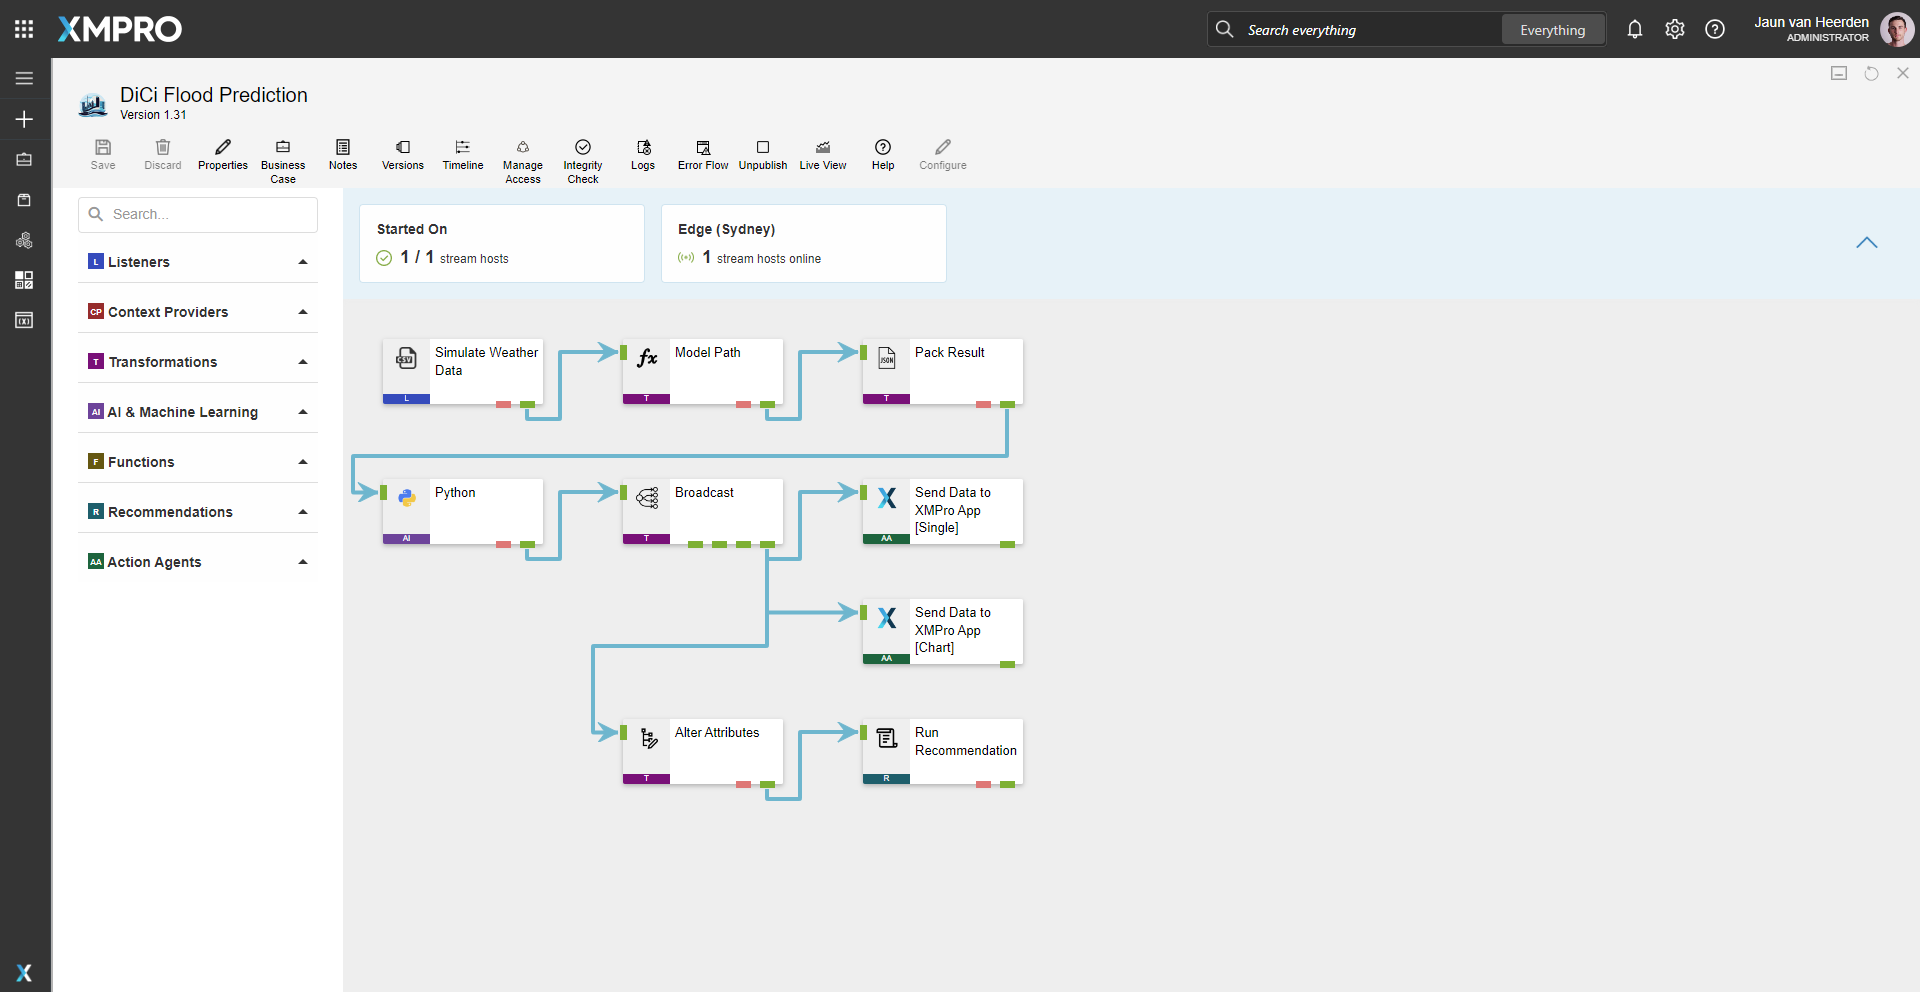 XMPRO
Search everything
Everything
Jaun van Heerden
ADMINISTRATOR
DiCi Flood Prediction
Version 1.31
Save
Discard
Properties
Business
Case
Notes
Versions
Timeline
Manage
Access
Integrity
Check
Logs
Error Flow
Unpublish
Live View
Help
Configure
Search...
L Listeners
CP Context Providers
T Transformations
AI AI & Machine Learning
F Functions
R Recommendations
AA Action Agents
Started On
1 / 1 stream hosts
Edge (Sydney)
1 stream hosts online
CSV
Simulate Weather
Data
L
fx
Model Path
T
JSON
Pack Result
T
Python
AI
Broadcast
T
Send Data to
XMPro App
[Single]
AA
Send Data to
XMPro App
[Chart]
AA
Alter Attributes
T
Run
Recommendation
R